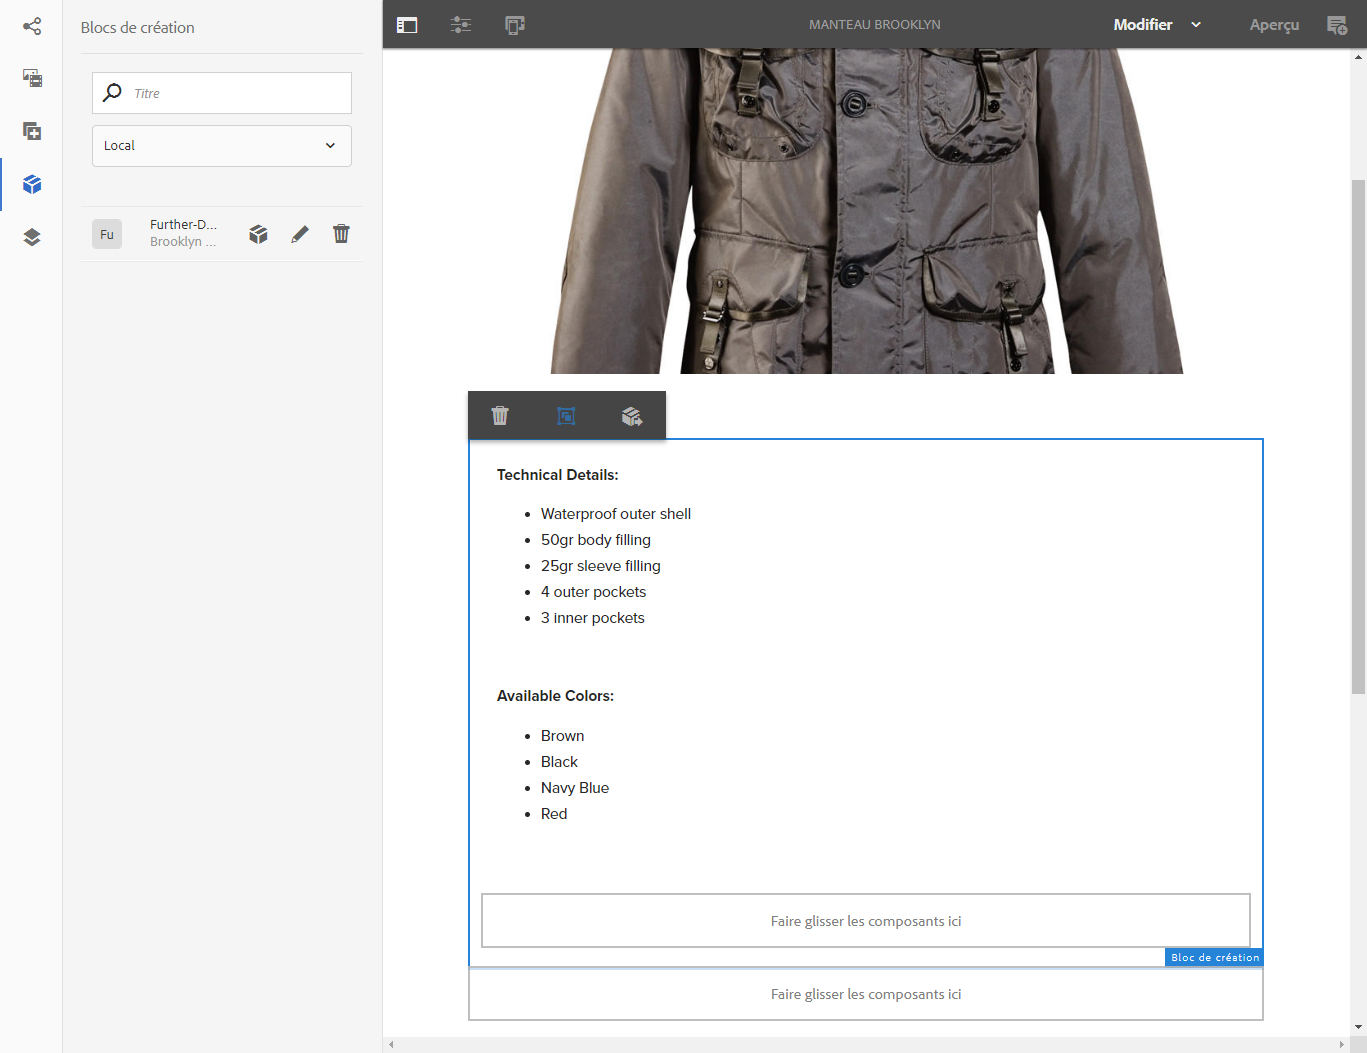 Blocs de création
Titre
Local
Fu
Further-D...
Brooklyn ...
MANTEAU BROOKLYN
Modifier
Aperçu
Technical Details:
Waterproof outer shell
50gr body filling
25gr sleeve filling
4 outer pockets
3 inner pockets
Available Colors:
Brown
Black
Navy Blue
Red
Faire glisser les composants ici
Bloc de création
Faire glisser les composants ici